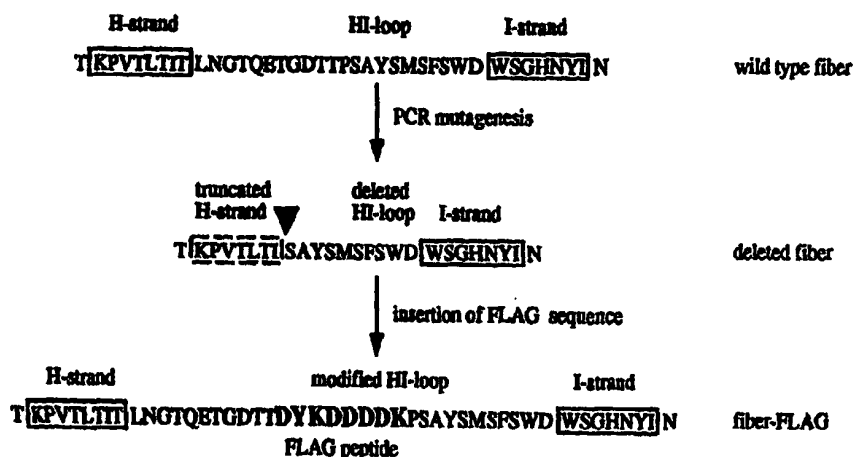 H-strand HI-loop I-strand
T KPVTLTIT LNGTQETGDTTPSAYSMSFSWD WSGHNYI N wild type fiber
PCR mutagenesis
truncated deleted
H-strand HI-loop I-strand
T KPVTLTI SAYSMSFSWD WSGHNYI N deleted fiber
insertion of FLAG sequence
H-strand modified HI-loop I-strand
T KPVTLTIT LNGTQETGDTTDYKDDDDKPSAYSMSFSWD WSGHNYI N fiber-FLAG
FLAG peptide